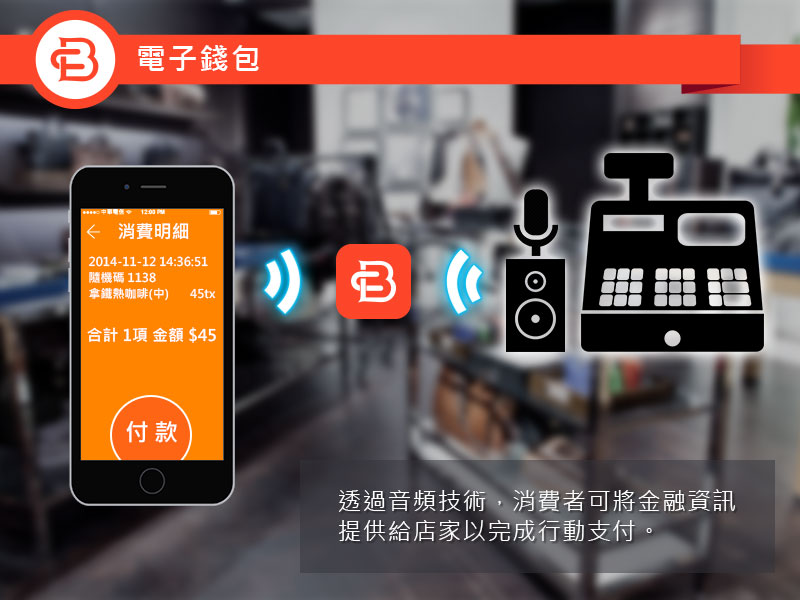 電子錢包
中華電信 12:00 PM
消費明細
2014-11-12 14:36:51
隨機碼 1138
拿鐵熱咖啡(中) 45tx
合計 1項 金額 $45
付款
透過音頻技術，消費者可將金融資訊
提供給店家以完成行動支付。